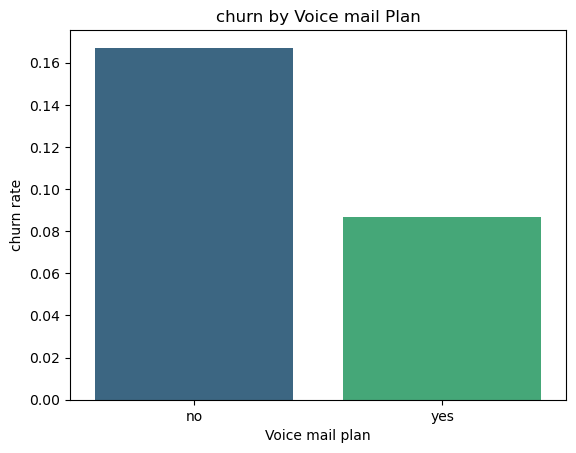 churn by Voice mail Plan
0.16
0.14
0.12
0.10
0.08
0.06
0.04
0.02
0.00
churn rate
no yes
Voice mail plan